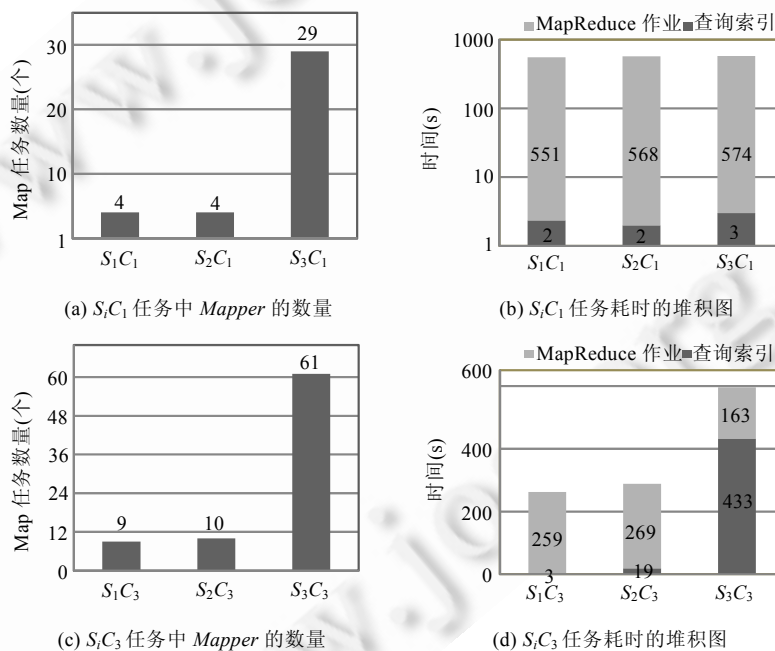 30
20
10
1
Map 任务数量(个)
4
4
29
S₁C₁
S₂C₁
S₃C₁
(a) SᵢC₁ 任务中 Mapper 的数量
MapReduce 作业 查询索引
1000
100
10
1
时间(s)
551
568
574
2
2
3
S₁C₁
S₂C₁
S₃C₁
(b) SᵢC₁ 任务耗时的堆积图
60
48
36
24
12
0
Map 任务数量(个)
9
10
61
S₁C₃
S₂C₃
S₃C₃
(c) SᵢC₃ 任务中 Mapper 的数量
MapReduce 作业 查询索引
600
400
200
0
时间(s)
259
269
163
3
19
433
S₁C₃
S₂C₃
S₃C₃
(d) SᵢC₃ 任务耗时的堆积图